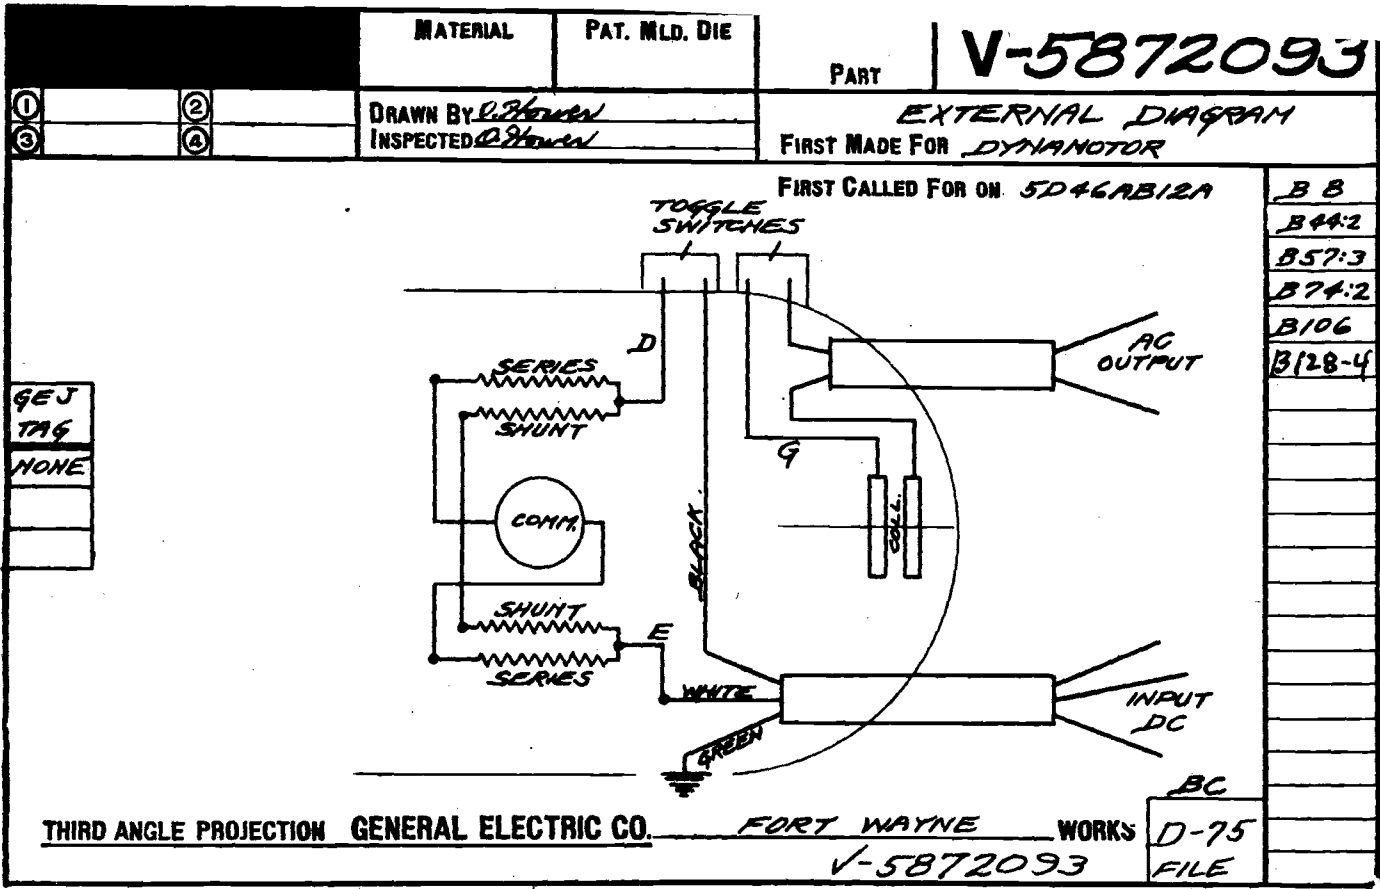 MATERIAL
PAT. MLD. DIE
PART
V-5872093
1
2
3
4
DRAWN BY
INSPECTED
EXTERNAL DIAGRAM
FIRST MADE FOR DYNAMOTOR
FIRST CALLED FOR ON 5D46AB12A
B 8
B44:2
B57:3
B74:2
B106
B128-4
TOGGLE
SWITCHES
D
SERIES
SHUNT
AC
OUTPUT
GEJ
TAG
NONE
G
COMM.
BLACK.
COLL.
SHUNT
E
SERIES
WHITE
GREEN
INPUT
DC
BC
THIRD ANGLE PROJECTION GENERAL ELECTRIC CO. FORT WAYNE WORKS
D-75
FILE
V-5872093